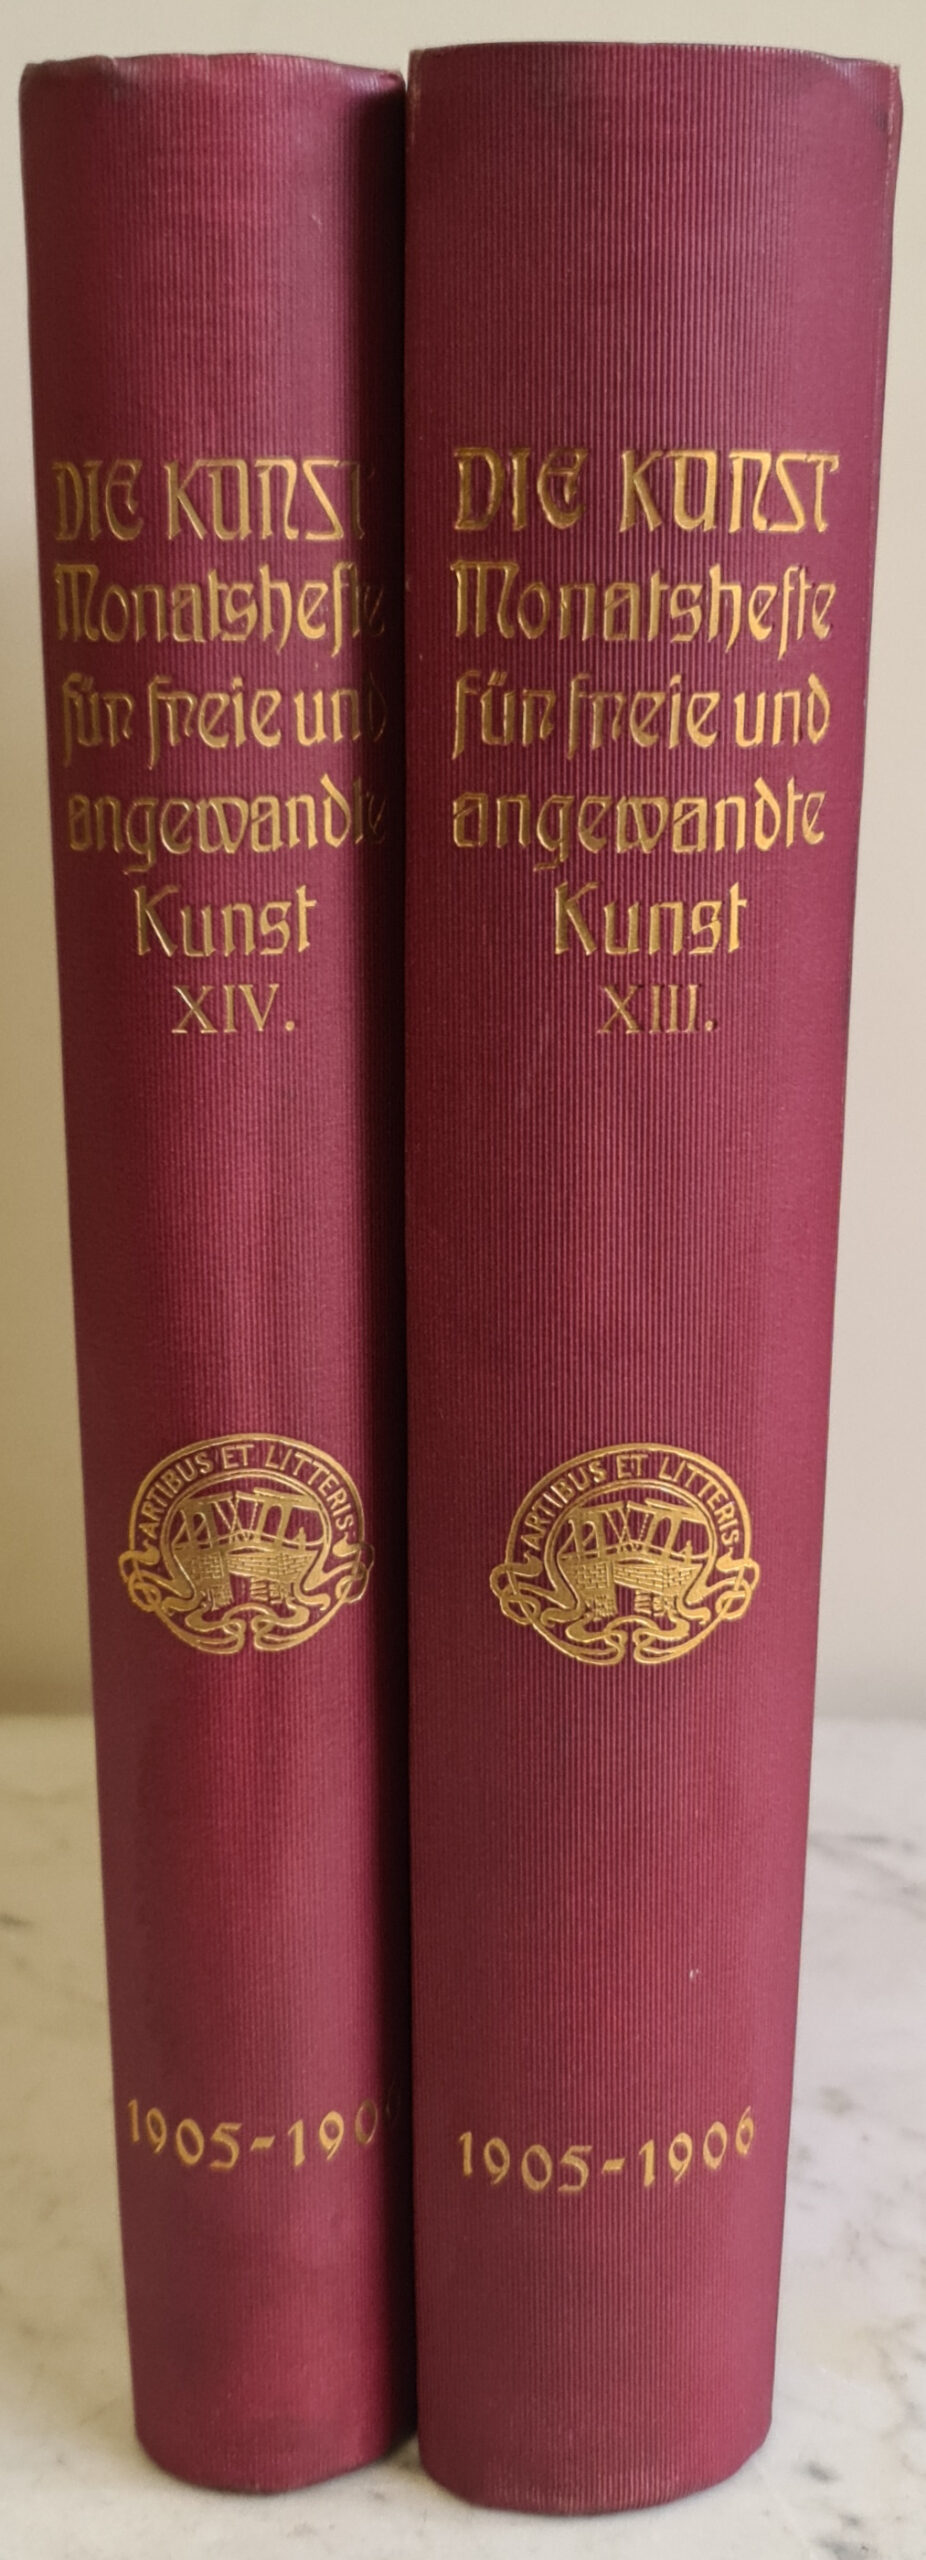 DIE KUNST
Monatshefte
für freie und
angewandte
Kunst
XIV.
ARTIBUS ET LITTERIS
1905-1906
DIE KUNST
Monatshefte
für freie und
angewandte
Kunst
XIII.
ARTIBUS ET LITTERIS
1905-1906